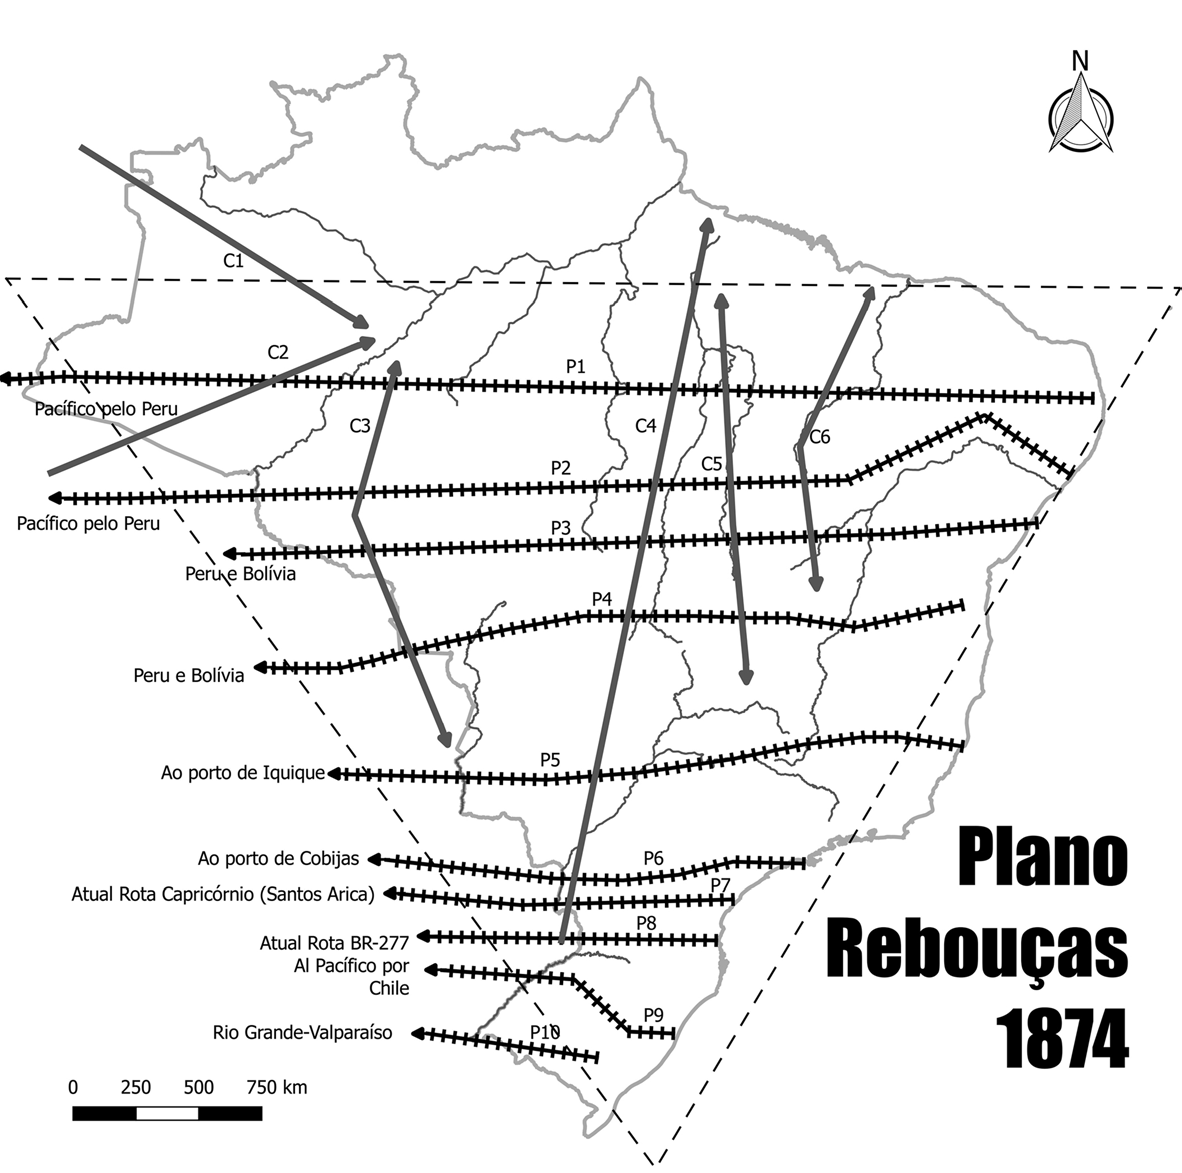 N
C1
C2
P1
Pacífico pelo Peru
C3
C4
C6
C5
P2
Pacífico pelo Peru
P3
Peru e Bolívia
P4
Peru e Bolívia
P5
Ao porto de Iquique
Ao porto de Cobijas
P6
Atual Rota Capricórnio (Santos Arica)
P7
P8
Atual Rota BR-277
Al Pacífico por
Chile
P9
Rio Grande-Valparaíso
P10
Plano
Rebouças
1874
0 250 500 750 km